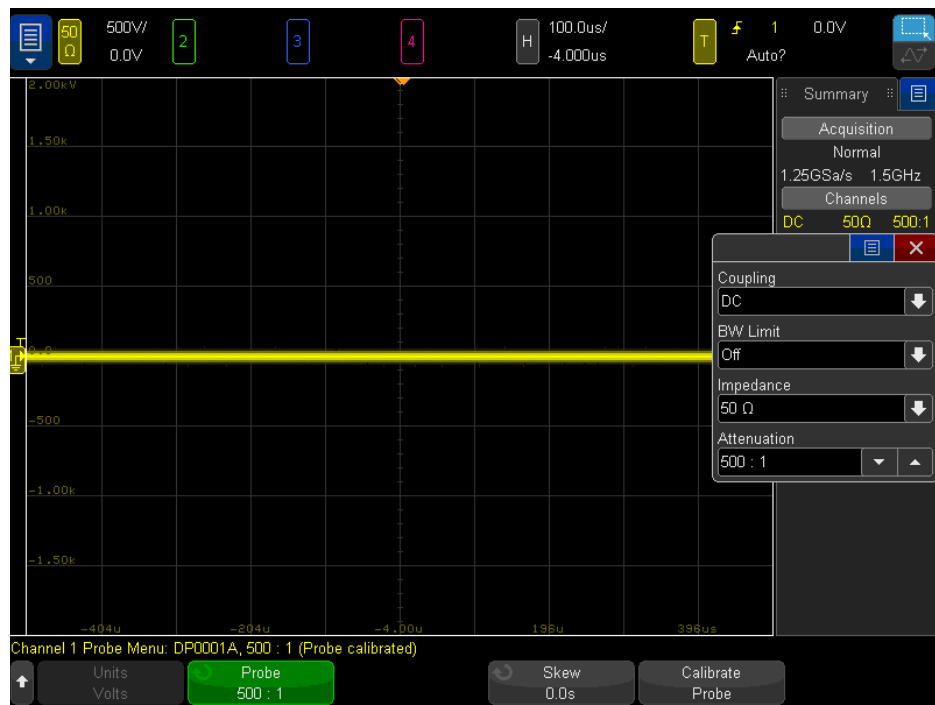 50 Ω 500V/ 0.0V
2
3
4
H 100.0us/ -4.000us
T 1 0.0V Auto?
2.00kV
1.50k
1.00k
500
0.0
-500
-1.00k
-1.50k
-404u -204u -4.00u 196u 396us
T
Summary
Acquisition
Normal
1.25GSa/s 1.5GHz
Channels
DC 50Ω 500:1
Coupling
DC
BW Limit
Off
Impedance
50 Ω
Attenuation
500 : 1
Channel 1 Probe Menu: DP0001A, 500 : 1 (Probe calibrated)
Units
Volts
Probe
500 : 1
Skew
0.0s
Calibrate
Probe